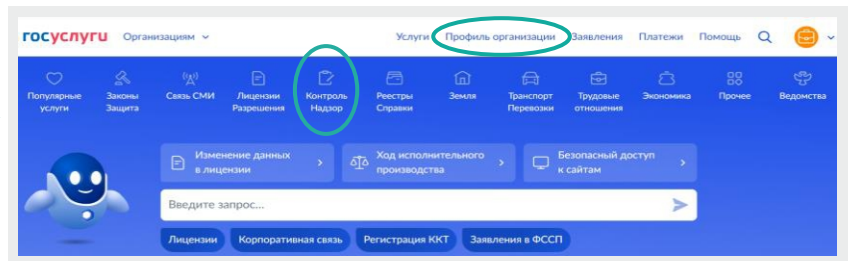 госуслуги Организациям Услуги Профиль организации Заявления Платежи Помощь
Популярные услуги
Законы Защита
Связь СМИ
Лицензии Разрешения
Контроль Надзор
Реестры Справки
Земля
Транспорт Перевозки
Трудовые отношения
Экономика
Прочее
Ведомства
Изменение данных в лицензии
Ход исполнительного производства
Безопасный доступ к сайтам
Введите запрос...
Лицензии Корпоративная связь Регистрация ККТ Заявления в ФССП